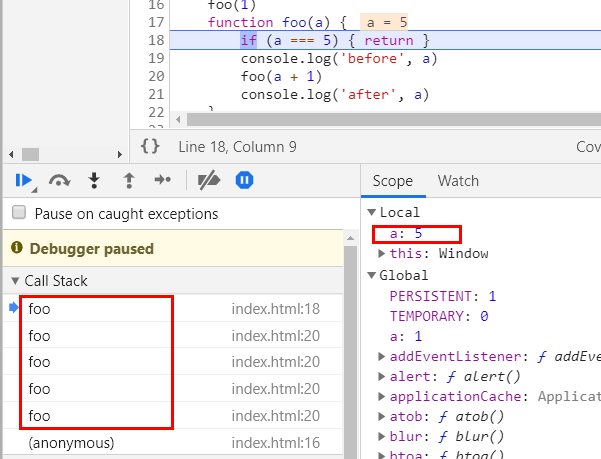 16 foo(1)
17 function foo(a) { a = 5
18 if (a === 5) { return }
19 console.log('before', a)
20 foo(a + 1)
21 console.log('after', a)
22 }
{} Line 18, Column 9 Cov
Pause on caught exceptions
Debugger paused
Call Stack
foo index.html:18
foo index.html:20
foo index.html:20
foo index.html:20
foo index.html:20
(anonymous) index.html:16
Scope Watch
Local
a: 5
this: Window
Global
PERSISTENT: 1
TEMPORARY: 0
a: 1
addEventListener: ƒ addEve
alert: ƒ alert()
applicationCache: Applicat
atob: ƒ atob()
blur: ƒ blur()
btoa: ƒ btoa()